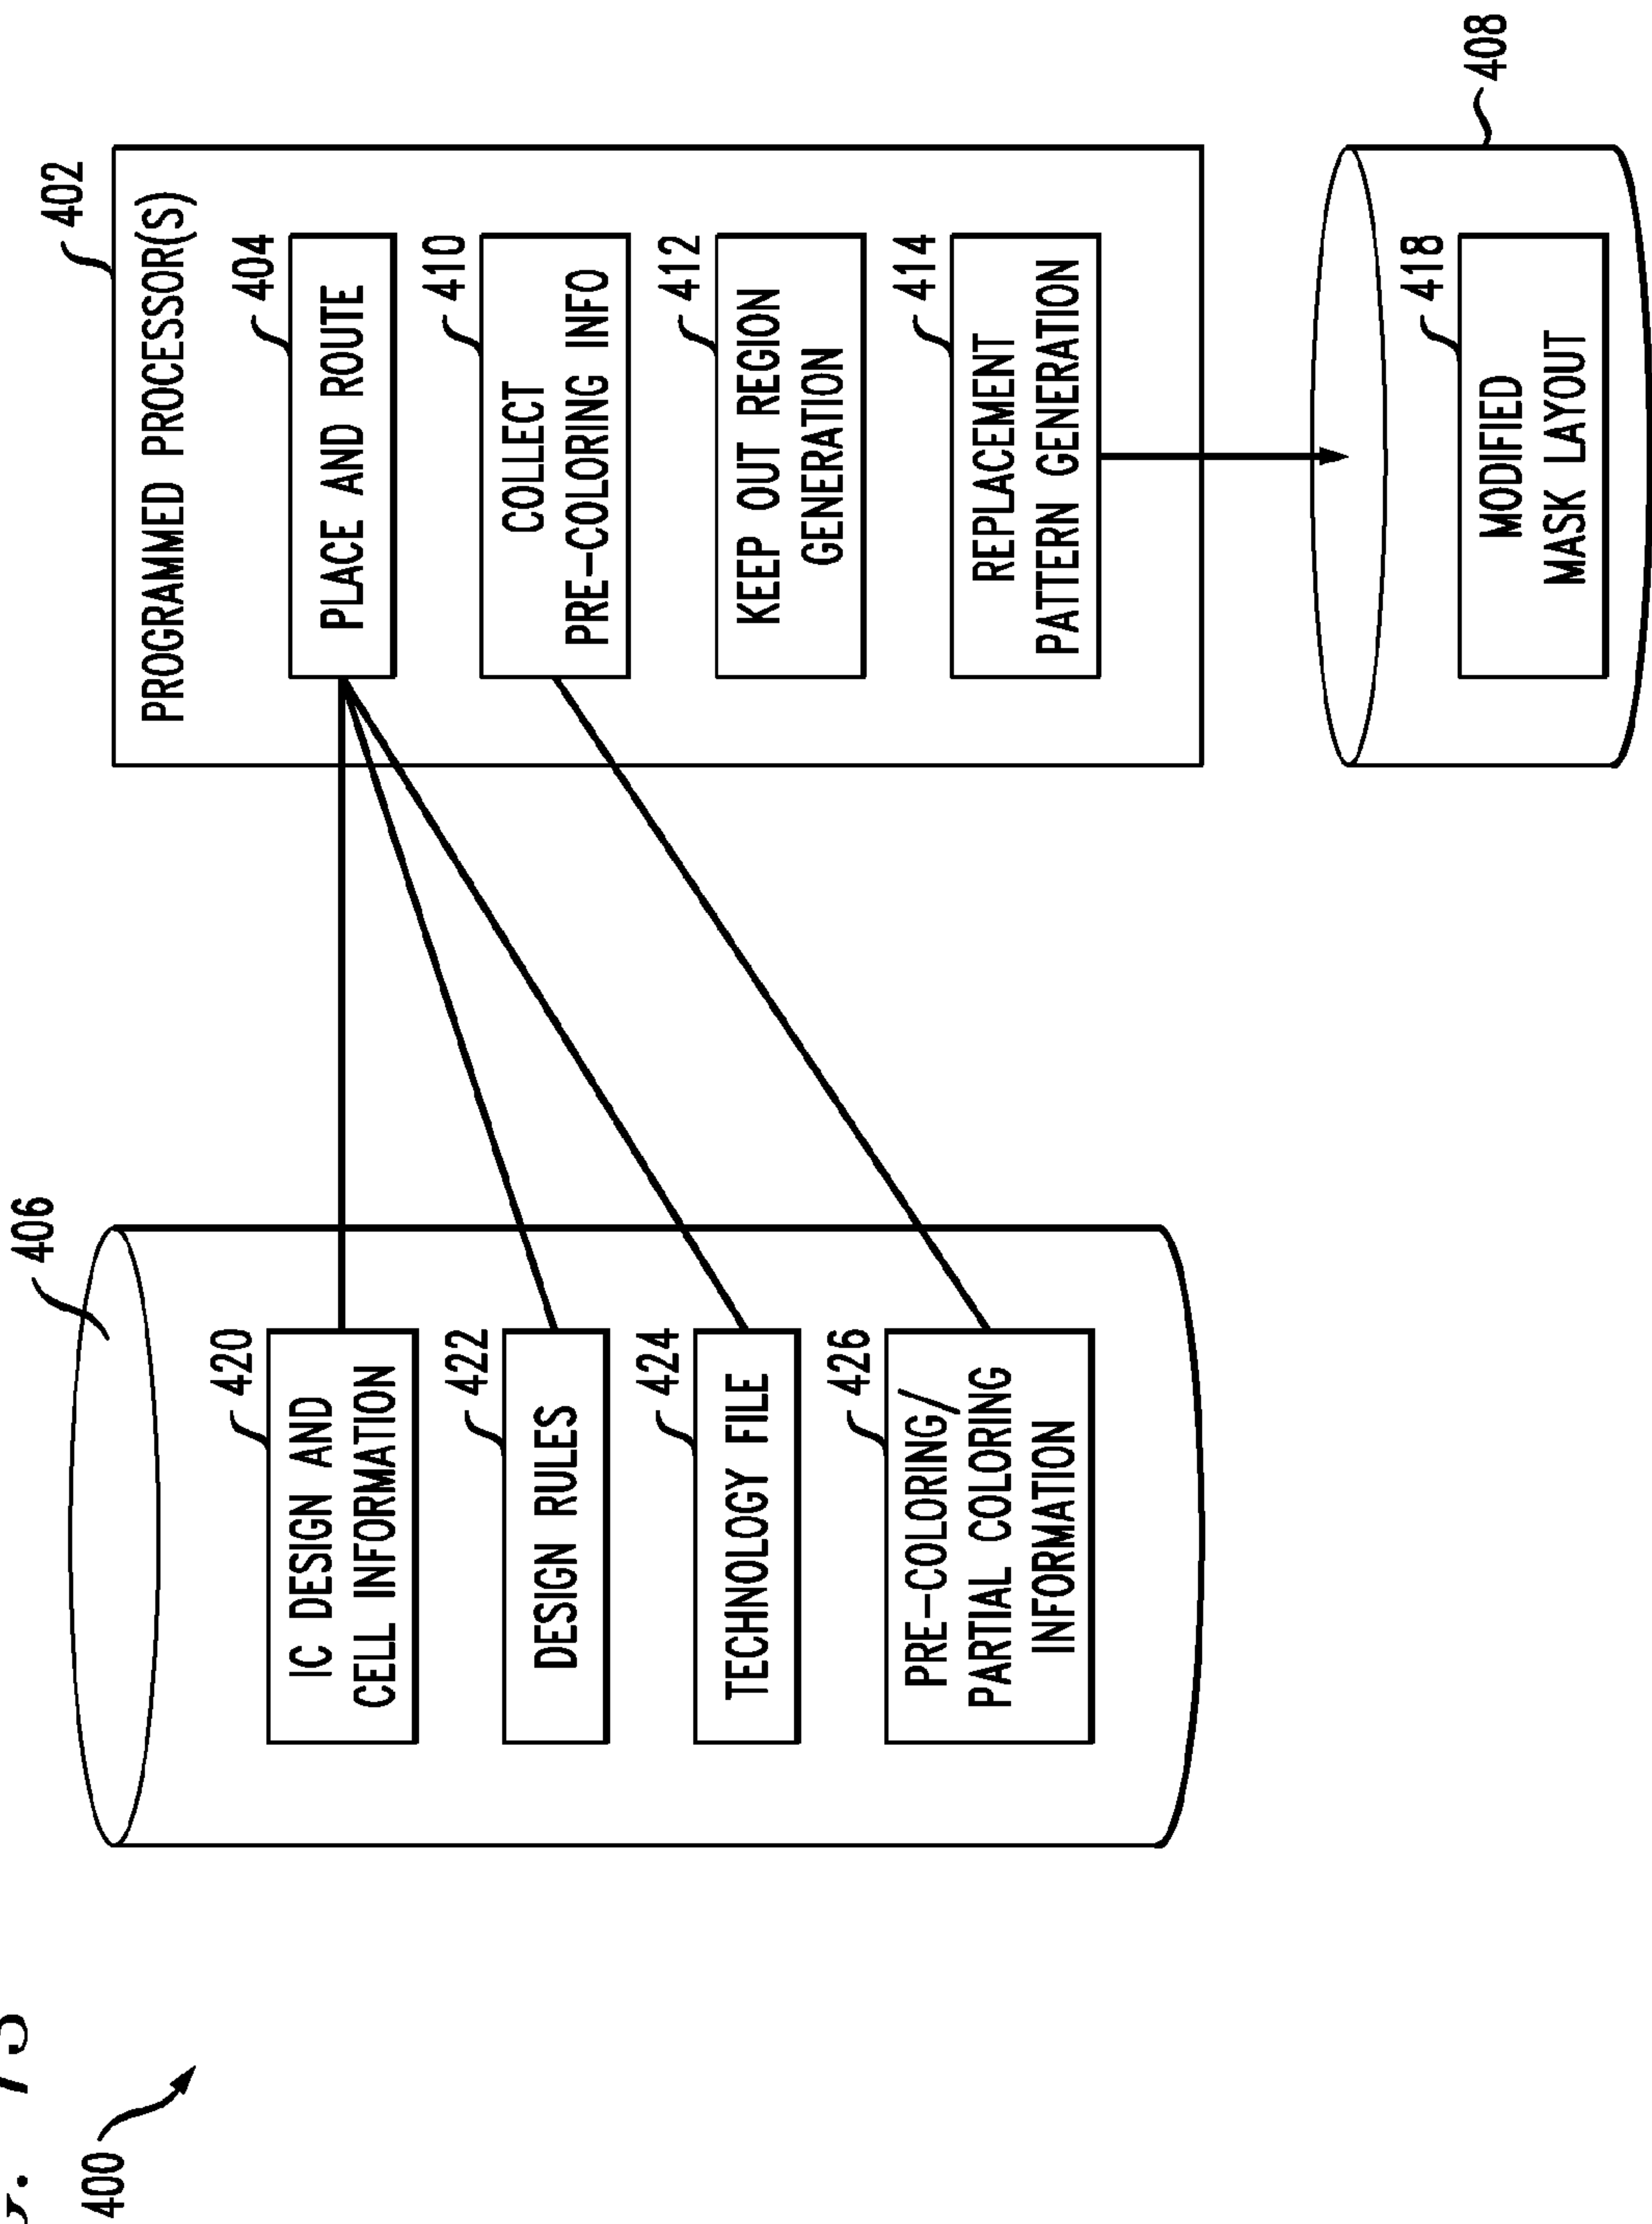 400
406
420
IC DESIGN AND
CELL INFORMATION
422
DESIGN RULES
424
TECHNOLOGY FILE
426
PRE-COLORING/
PARTIAL COLORING
INFORMATION
402
PROGRAMMED PROCESSOR(S)
404
PLACE AND ROUTE
410
COLLECT
PRE-COLORING INFO
412
KEEP OUT REGION
GENERATION
414
REPLACEMENT
PATTERN GENERATION
408
418
MODIFIED
MASK LAYOUT